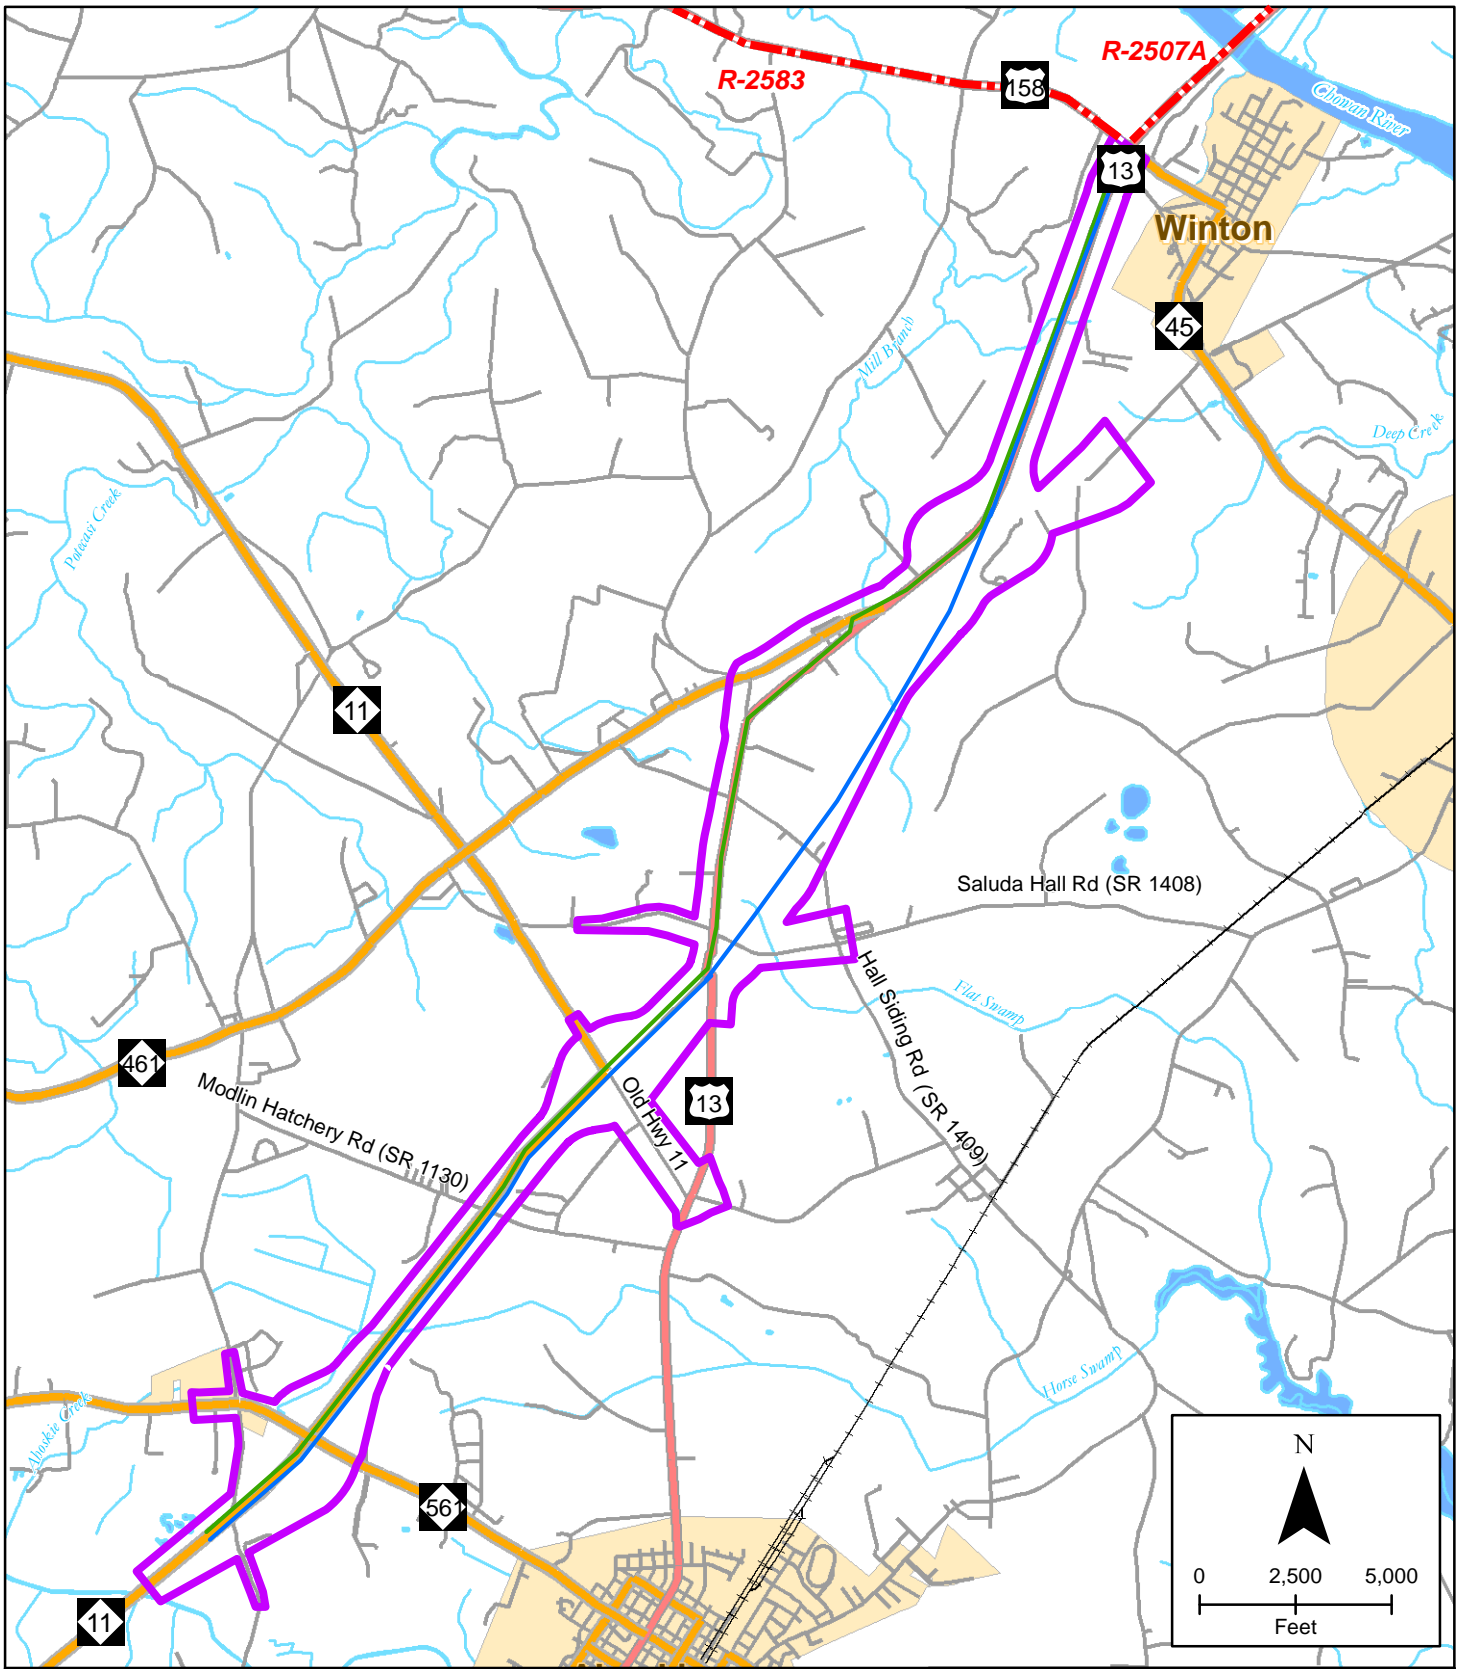 R-2507A
R-2583
158
Chowan River
13
Winton
45
Mill Branch
Deep Creek
Potecasi Creek
11
Saluda Hall Rd (SR 1408)
Hall Siding Rd (SR 1409)
Flat Swamp
461
Modlin Hatchery Rd (SR 1130)
Old Hwy 11
13
Horse Swamp
Ahoskie Creek
561
11
N
0 2,500 5,000
Feet